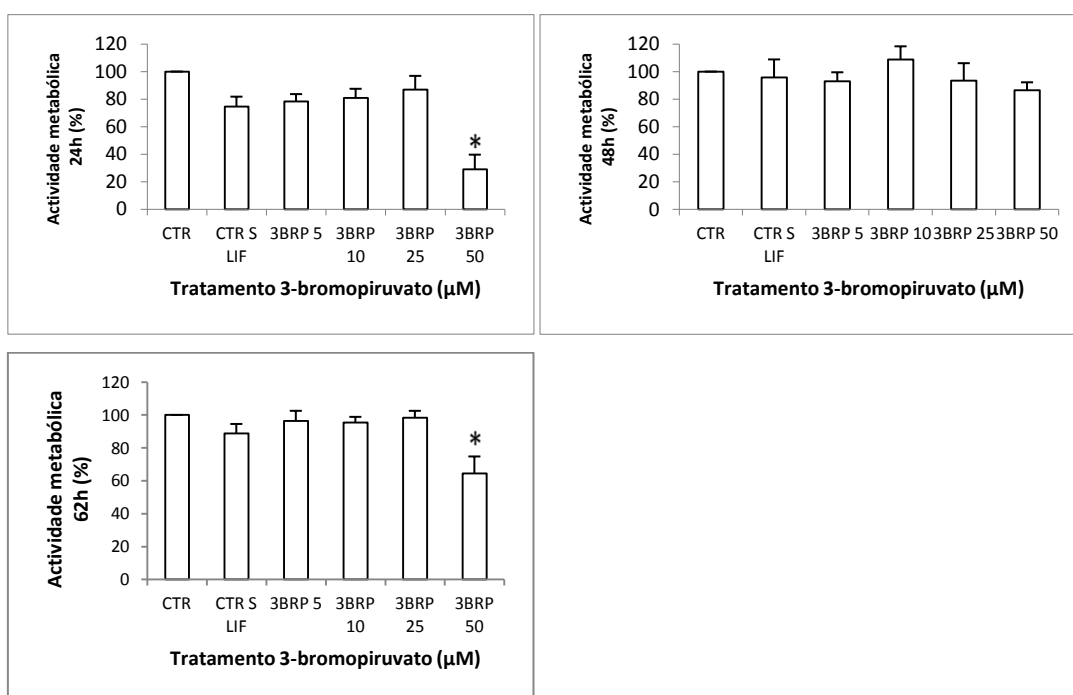 Actividade metabólica
24h (%)
120
100
80
60
40
20
0
*
CTR
CTR S
LIF
3BRP 5
3BRP
10
3BRP
25
3BRP
50
Tratamento 3-bromopiruvato (µM)
Actividade metabólica
48h (%)
120
100
80
60
40
20
0
CTR
CTR S
LIF
3BRP 5
3BRP 10
3BRP 25
3BRP 50
Tratamento 3-bromopiruvato (µM)
Actividade metabólica
62h (%)
120
100
80
60
40
20
0
*
CTR
CTR S
LIF
3BRP 5
3BRP
10
3BRP
25
3BRP
50
Tratamento 3-bromopiruvato (µM)